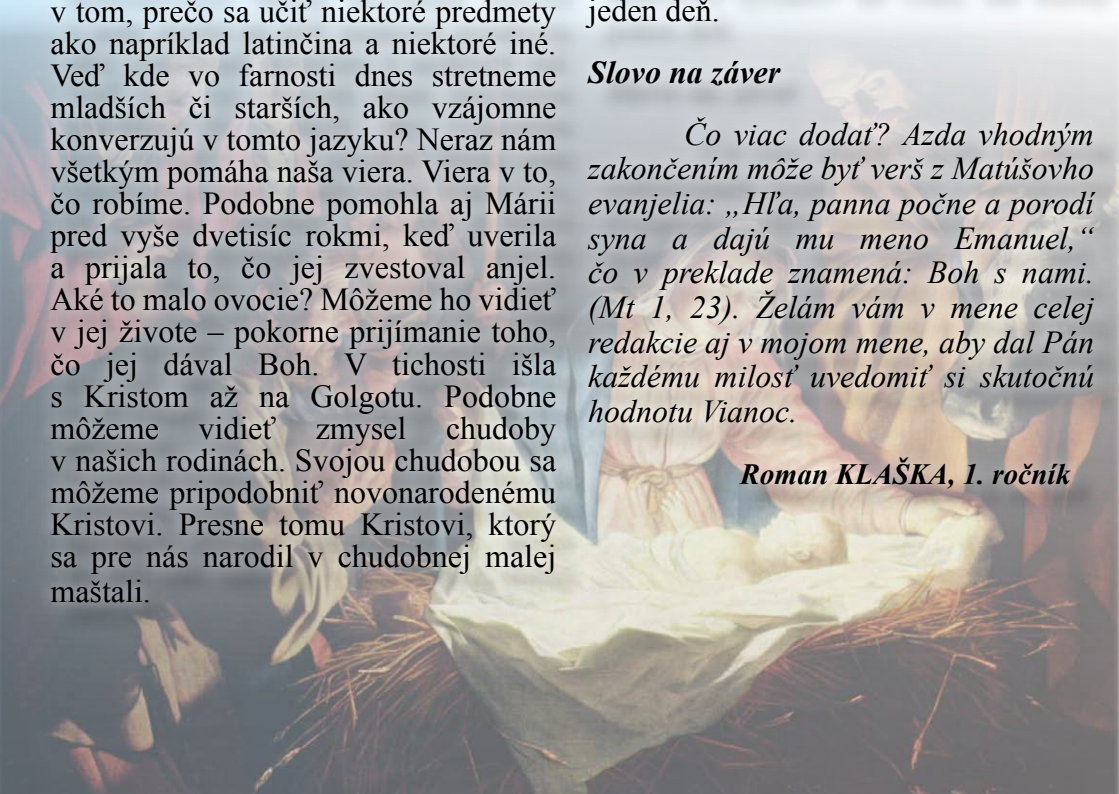 v tom, prečo sa učiť niektoré predmety
ako napríklad latinčina a niektoré iné.
Veď kde vo farnosti dnes stretneme
mladších či starších, ako vzájomne
konverzujú v tomto jazyku? Neraz nám
všetkým pomáha naša viera. Viera v to,
čo robíme. Podobne pomohla aj Márii
pred vyše dvetisíc rokmi, keď uverila
a prijala to, čo jej zvestoval anjel.
Aké to malo ovocie? Môžeme ho vidieť
v jej živote – pokorne prijímanie toho,
čo jej dával Boh. V tichosti išla
s Kristom až na Golgotu. Podobne
môžeme vidieť zmysel chudoby
v našich rodinách. Svojou chudobou sa
môžeme pripodobniť novonarodenému
Kristovi. Presne tomu Kristovi, ktorý
sa pre nás narodil v chudobnej malej
maštali.
jeden deň.
Slovo na záver
Čo viac dodať? Azda vhodným
zakončením môže byť verš z Matúšovho
evanjelia: „Hľa, panna počne a porodí
syna a dajú mu meno Emanuel,“
čo v preklade znamená: Boh s nami.
(Mt 1, 23). Želám vám v mene celej
redakcie aj v mojom mene, aby dal Pán
každému milosť uvedomiť si skutočnú
hodnotu Vianoc.
Roman KLAŠKA, 1. ročník